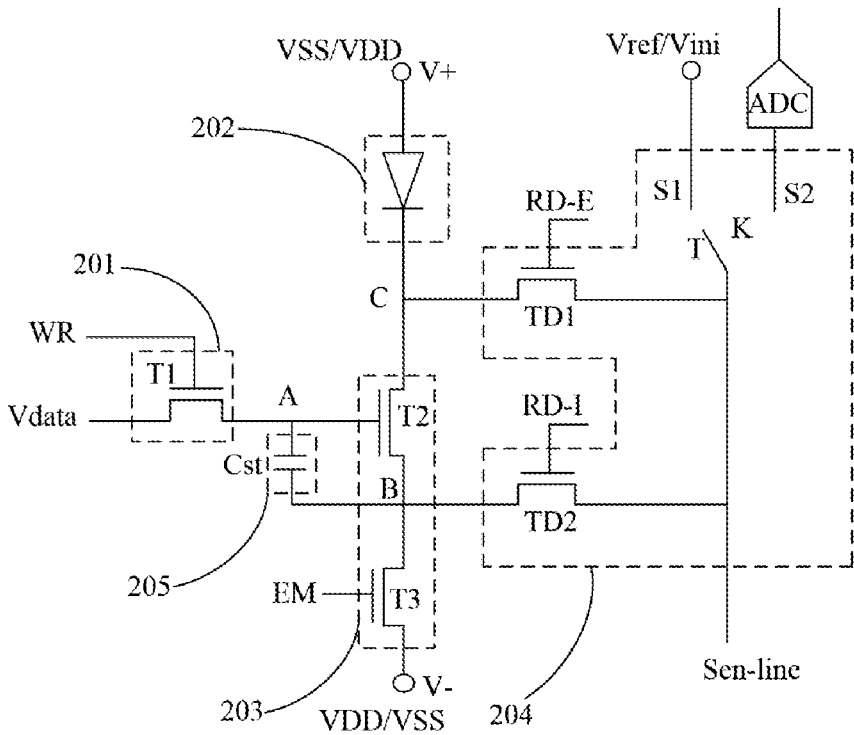 VSS/VDD
V+
Vref/Vini
ADC
202
S1
S2
RD-E
K
T
201
C
TD1
WR
T1
A
RD-I
Vdata
T2
Cst
B
TD2
205
EM
T3
Sen-line
V-
203
VDD/VSS
204